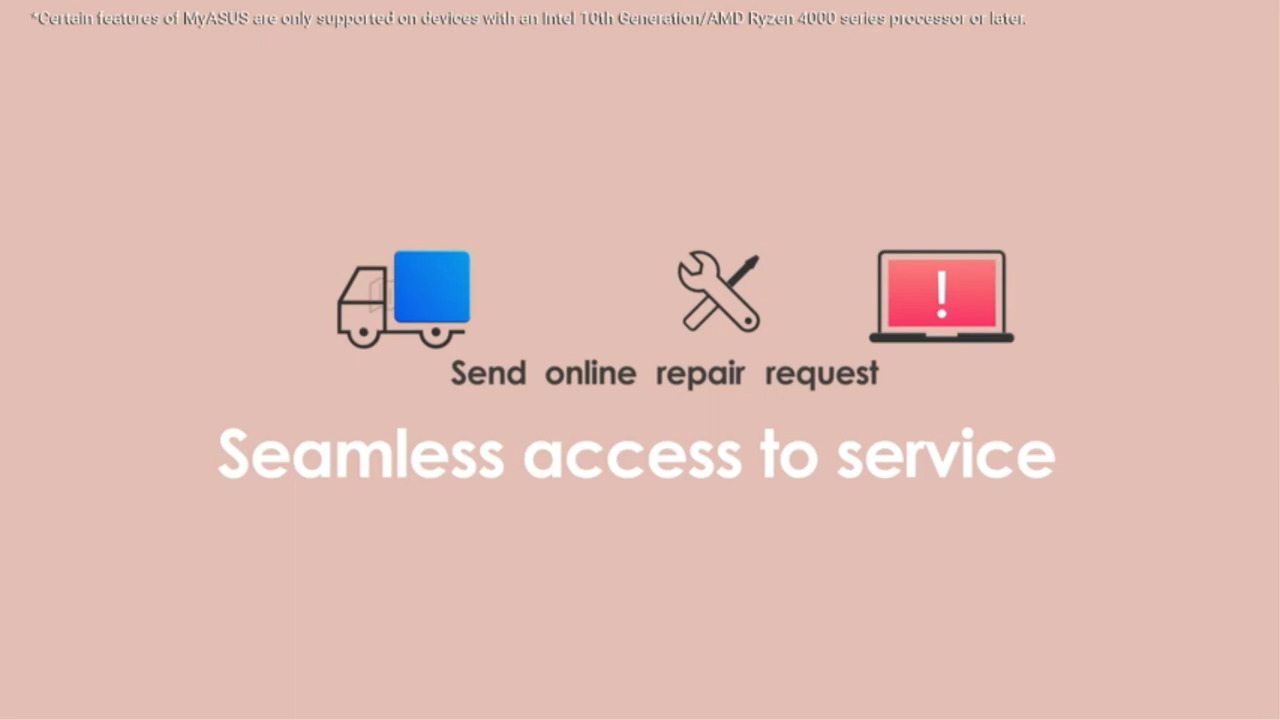 *Certain features of MyASUS are only supported on devices with an Intel 10th Generation/AMD Ryzen 4000 series processor or later.
!
Send online repair request
Seamless access to service